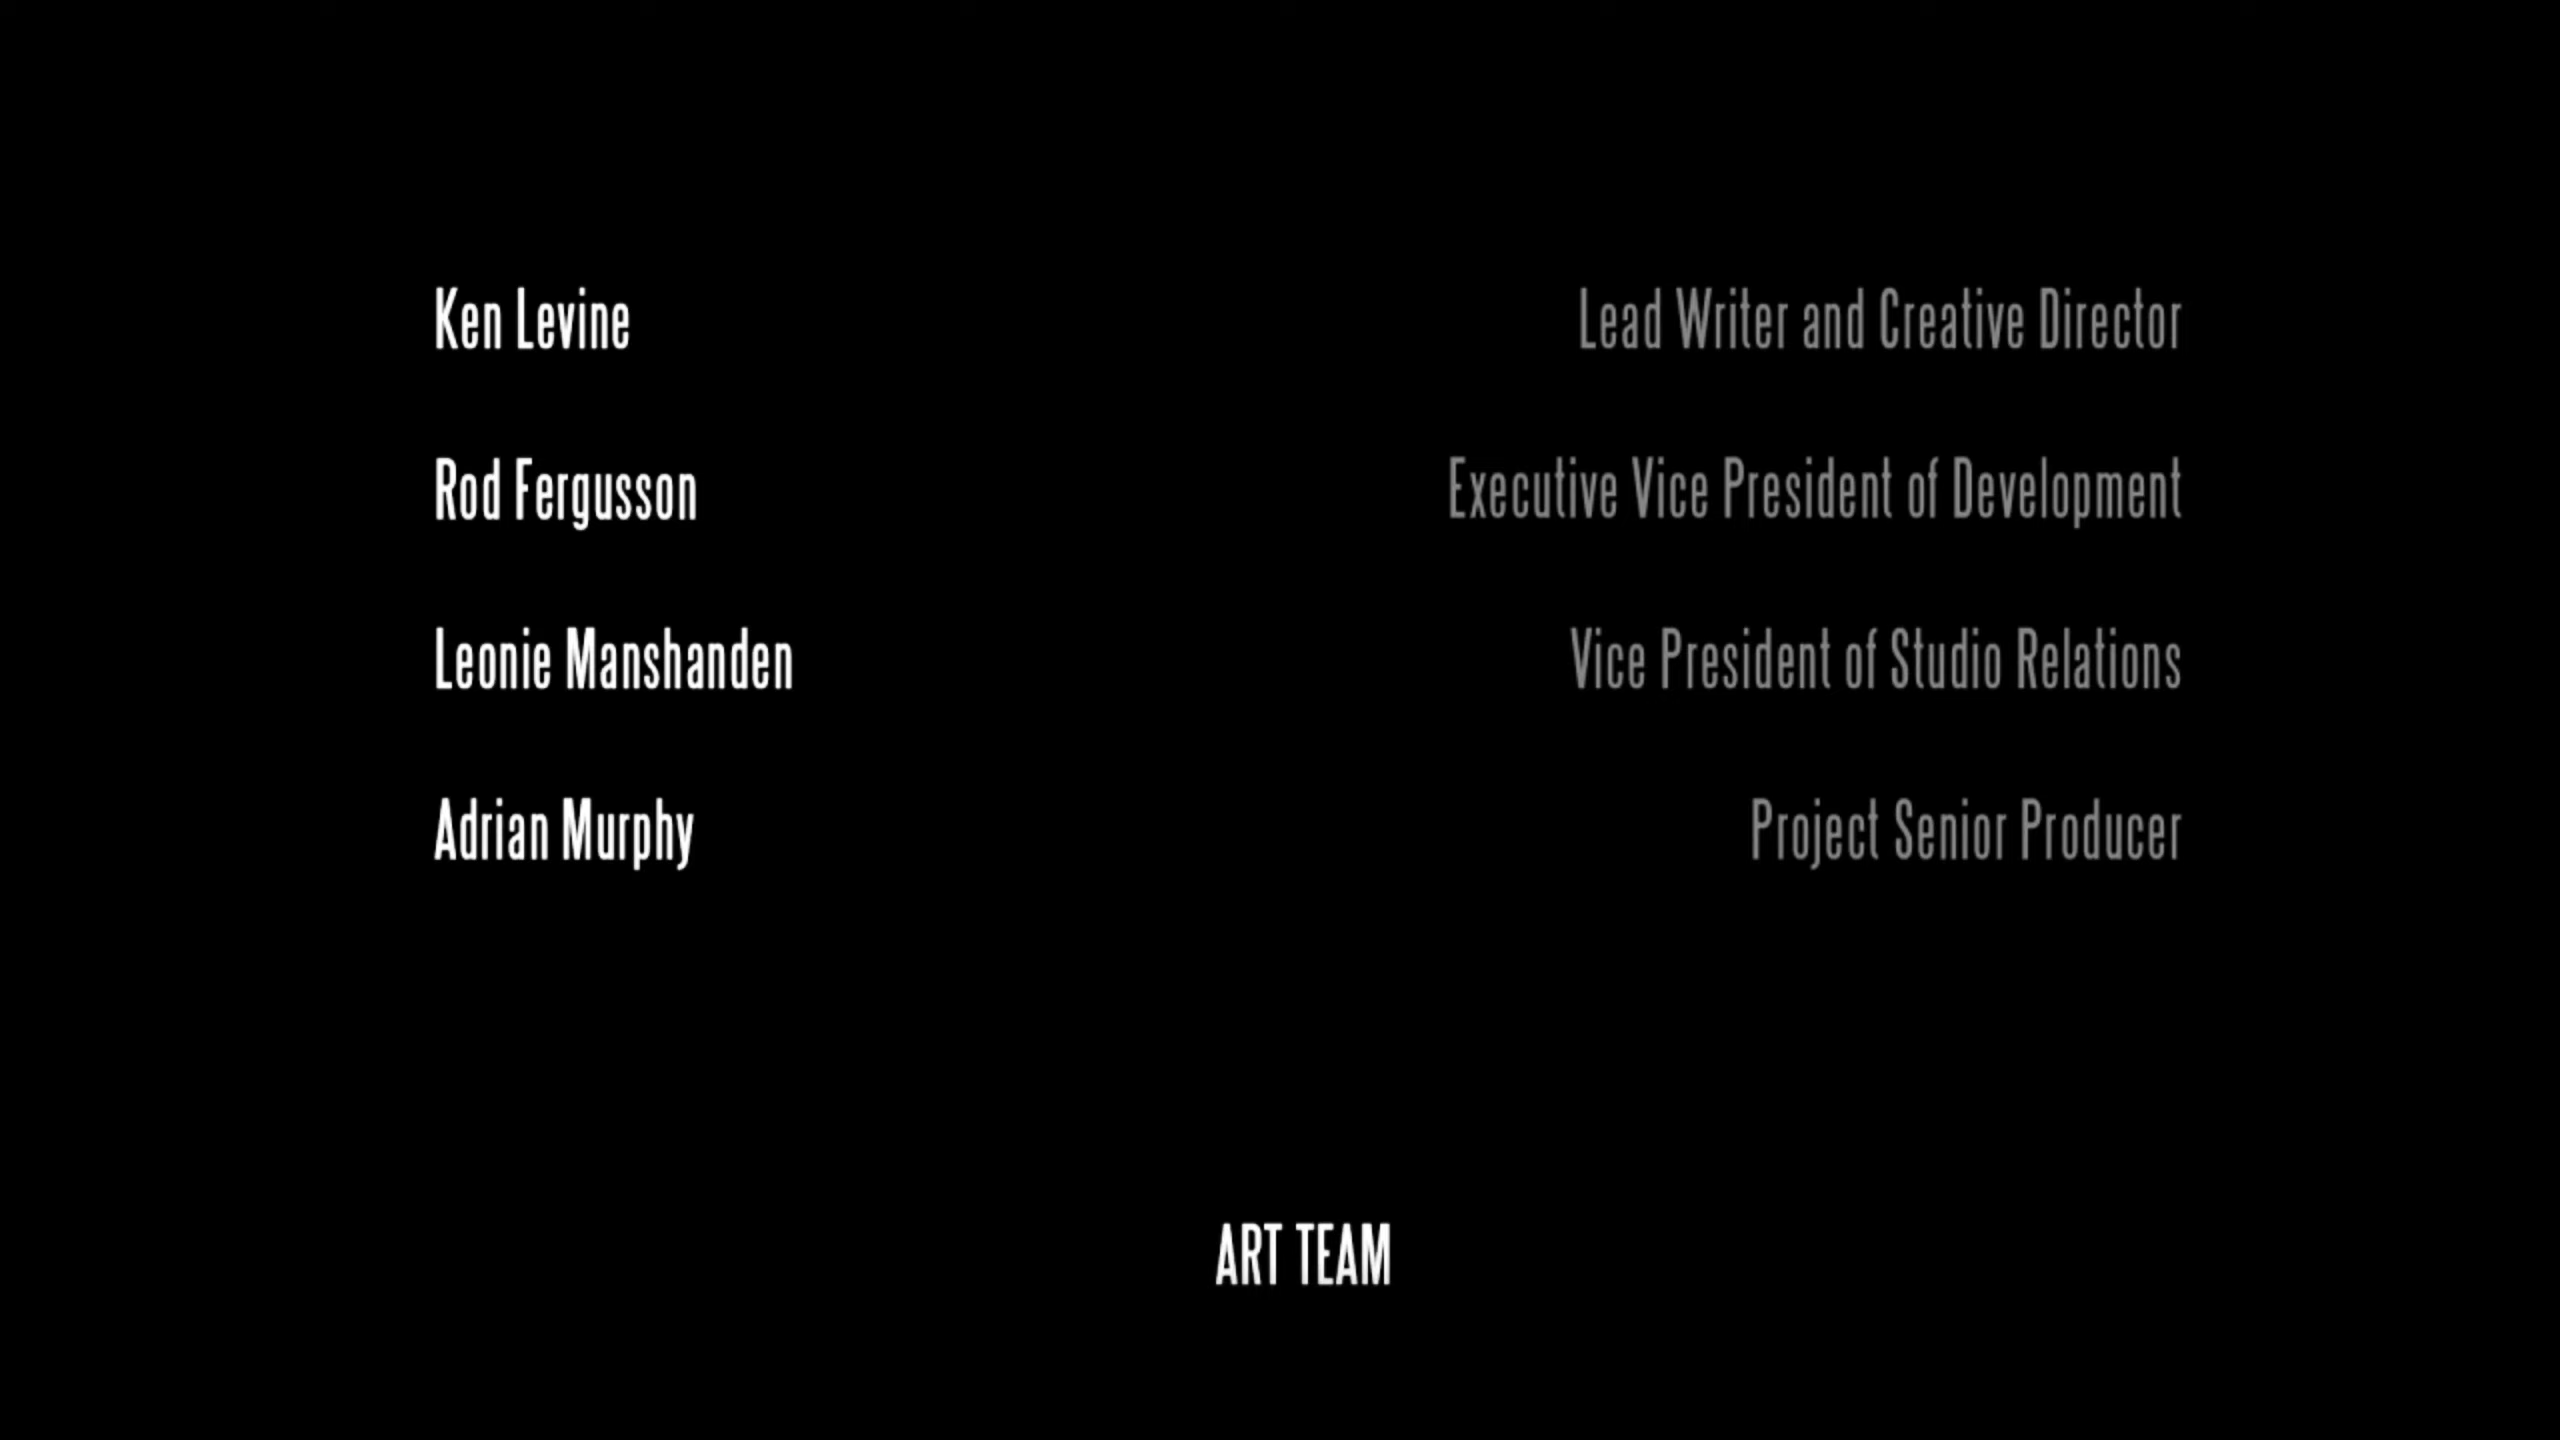 Ken Levine Lead Writer and Creative Director
Rod Fergusson Executive Vice President of Development
Leonie Manshanden Vice President of Studio Relations
Adrian Murphy Project Senior Producer
ART TEAM